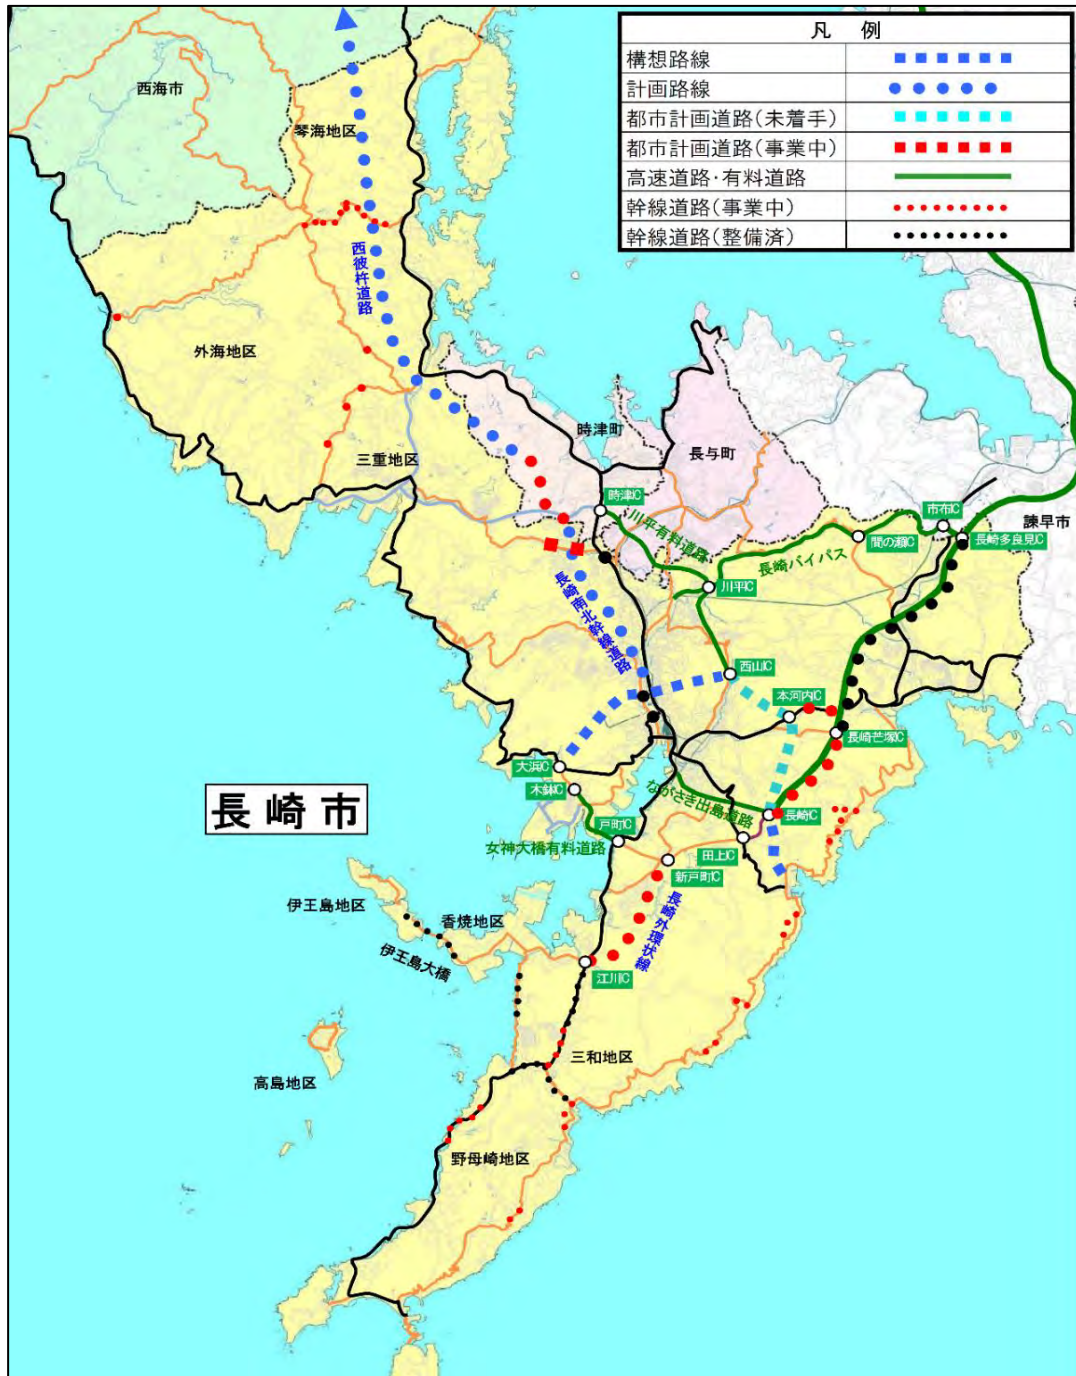 凡 例
構想路線
計画路線
都市計画道路(未着手)
都市計画道路(事業中)
高速道路・有料道路
幹線道路(事業中)
幹線道路(整備済)
西海市
琴海地区
西彼杵道路
外海地区
時津町
長与町
三重地区
時津IC
川平有料道路
市布IC
諫早市
長崎多良見IC
間の瀬IC
長崎バイパス
川平IC
長崎南北幹線道路
西山IC
本河内IC
長崎芒塚IC
大浜IC
木鉢IC
ながさき出島道路
長崎IC
長崎市
戸町IC
女神大橋有料道路
田上IC
新戸町IC
長崎外環状線
伊王島地区
香焼地区
伊王島大橋
江川IC
三和地区
高島地区
野母崎地区